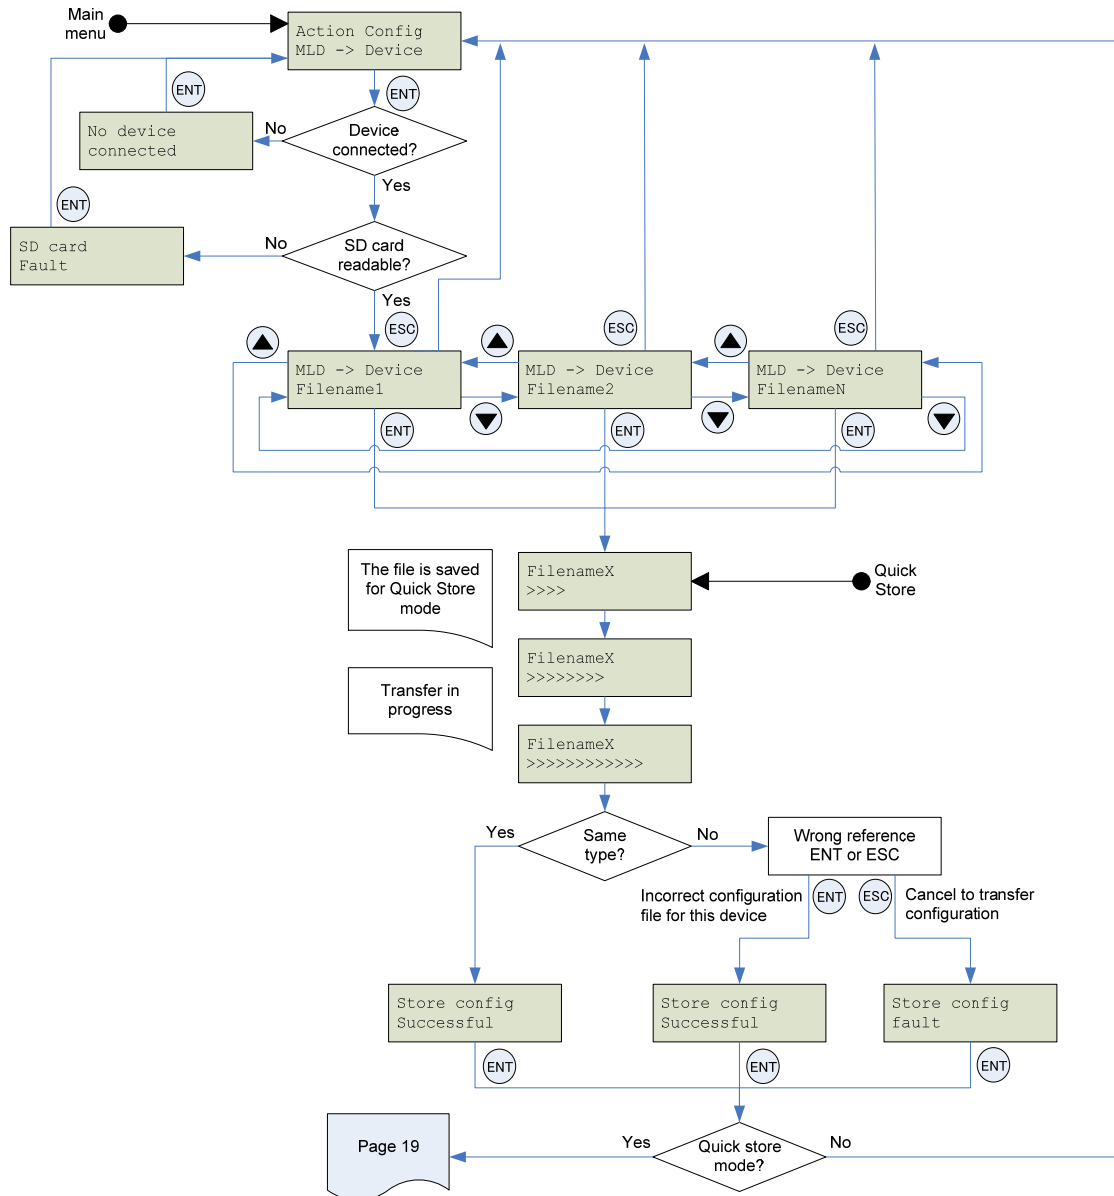 Main
menu
Action Config
MLD -> Device
ENT
ENT
No device
connected
No
Device
connected?
Yes
ENT
SD card
Fault
No
SD card
readable?
Yes
ESC
ESC
ESC
MLD -> Device
Filename1
MLD -> Device
Filename2
MLD -> Device
FilenameN
ENT
ENT
ENT
The file is saved
for Quick Store
mode
FilenameX
>>>>
Quick
Store
FilenameX
>>>>>>>>
Transfer in
progress
FilenameX
>>>>>>>>>>>>
Yes
Same
type?
No
Wrong reference
ENT or ESC
Incorrect configuration
file for this device
ENT
ESC
Cancel to transfer
configuration
Store config
Successful
Store config
Successful
Store config
fault
ENT
ENT
ENT
Page 19
Yes
Quick store
mode?
No